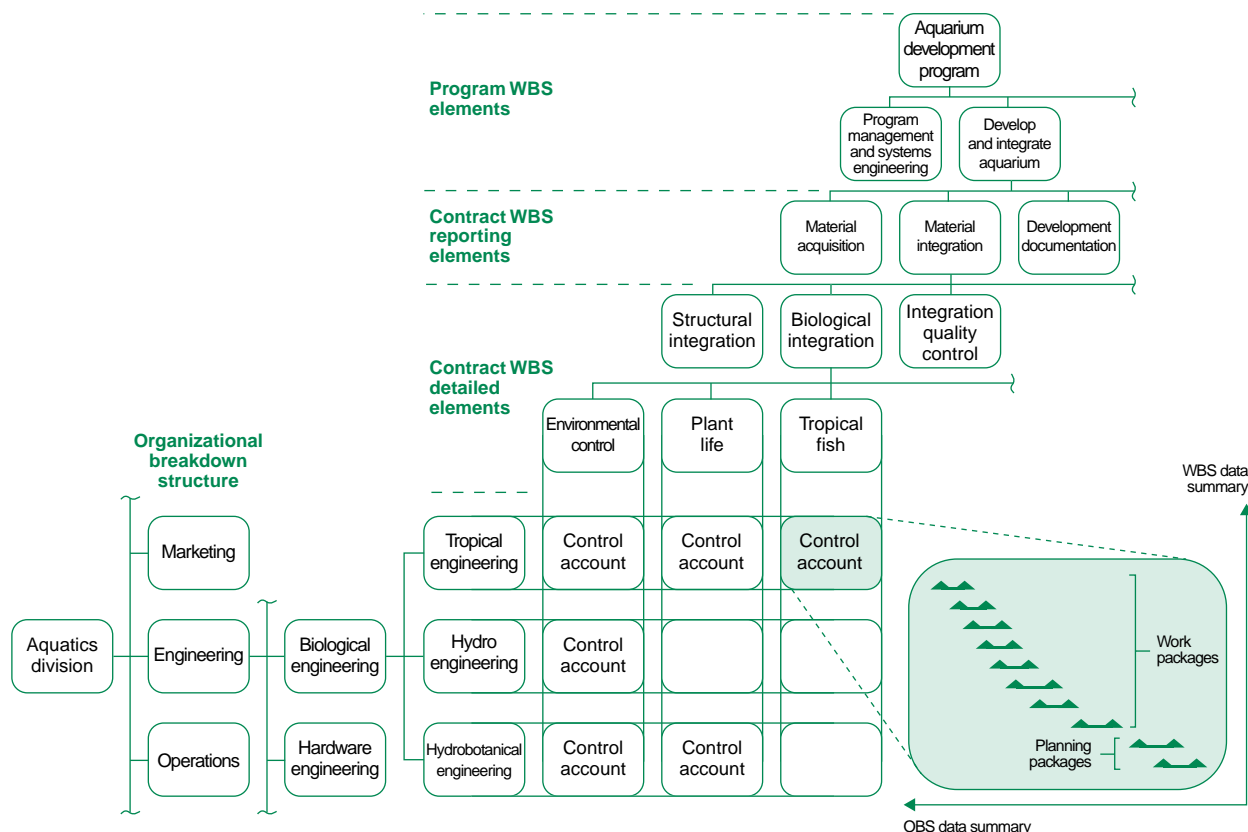 Aquarium
development
program
Program WBS
elements
Program
management
and systems
engineering
Develop
and integrate
aquarium
Contract WBS
reporting
elements
Material
acquisition
Material
integration
Development
documentation
Structural
integration
Biological
integration
Integration
quality
control
Contract WBS
detailed
elements
Environmental
control
Plant
life
Tropical
fish
Organizational
breakdown
structure
WBS data
summary
Marketing
Tropical
engineering
Control
account
Control
account
Control
account
Aquatics
division
Engineering
Biological
engineering
Hydro
engineering
Control
account
Work
packages
Operations
Hardware
engineering
Hydrobotanical
engineering
Control
account
Control
account
Planning
packages
OBS data summary